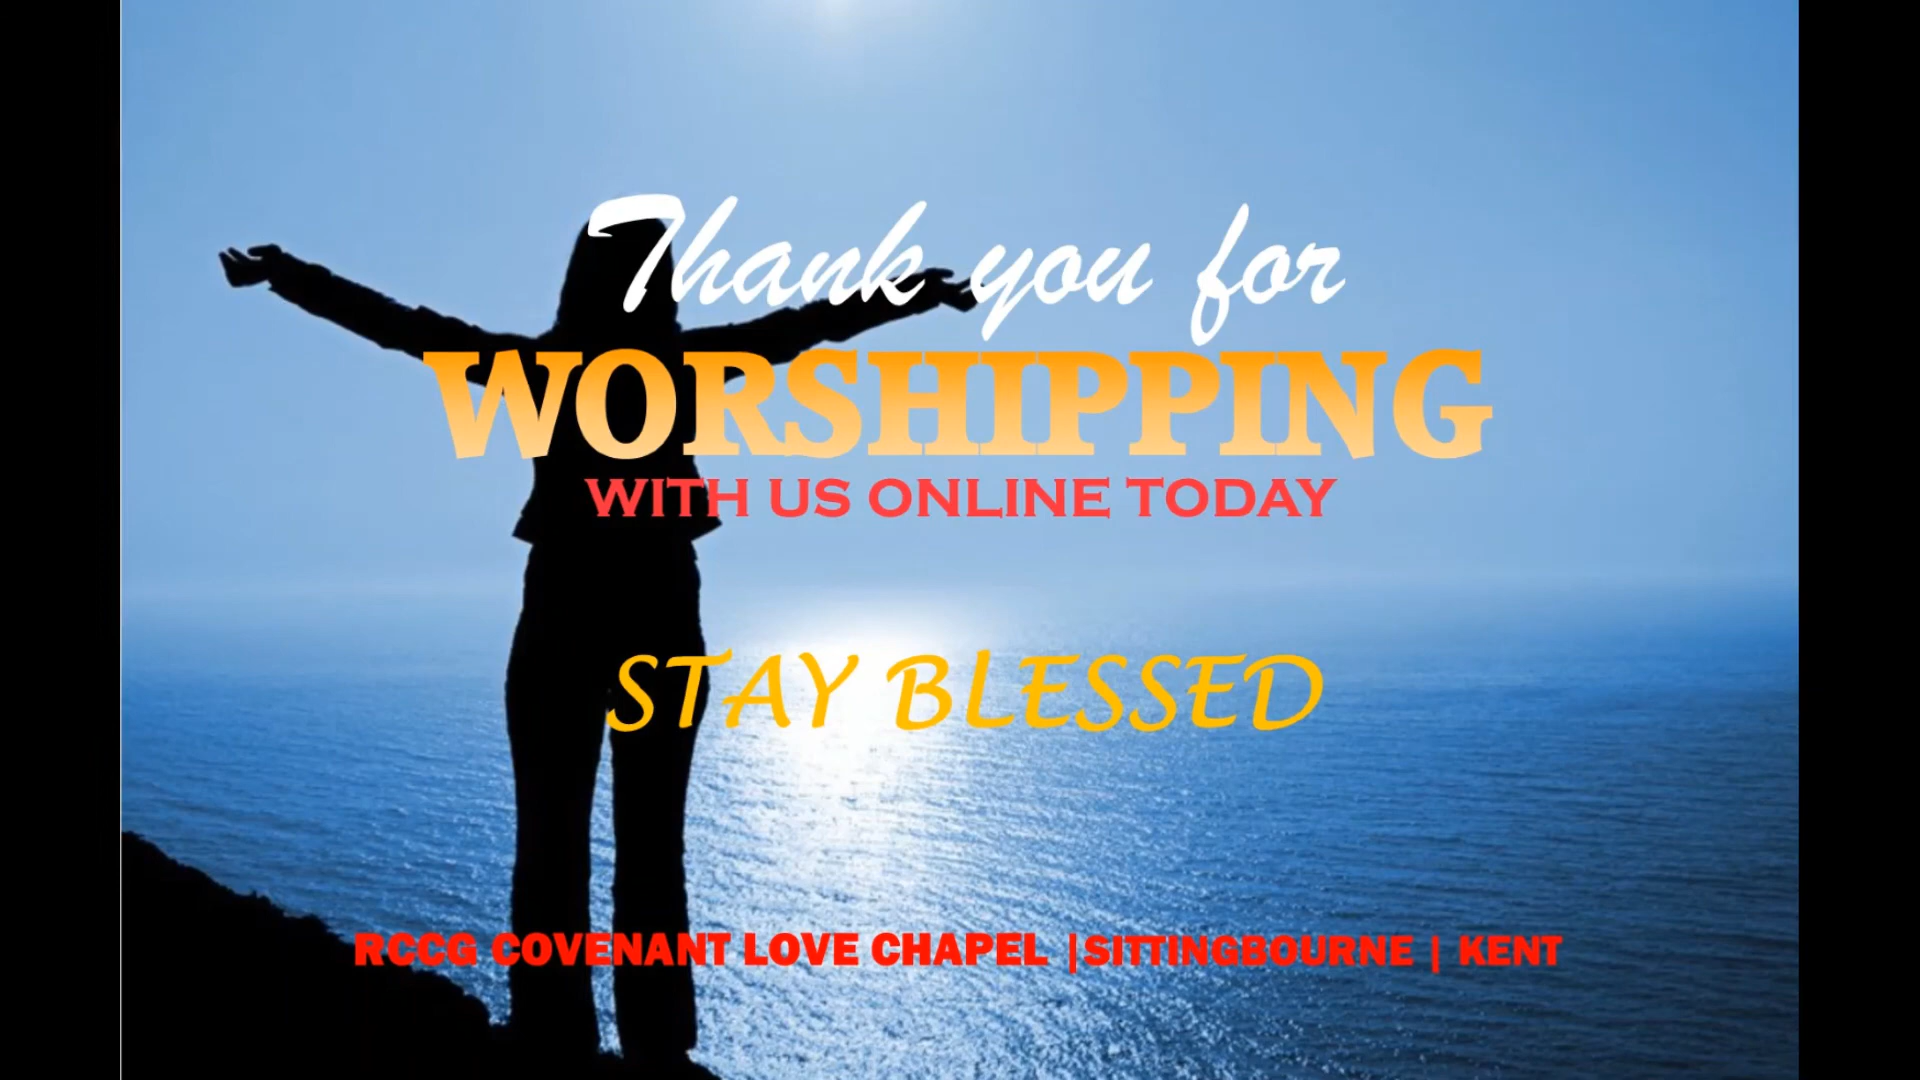 Thank you for
WORSHIPPING
WITH US ONLINE TODAY
STAY BLESSED
RCCG COVENANT LOVE CHAPEL |SITTINGBOURNE | KENT